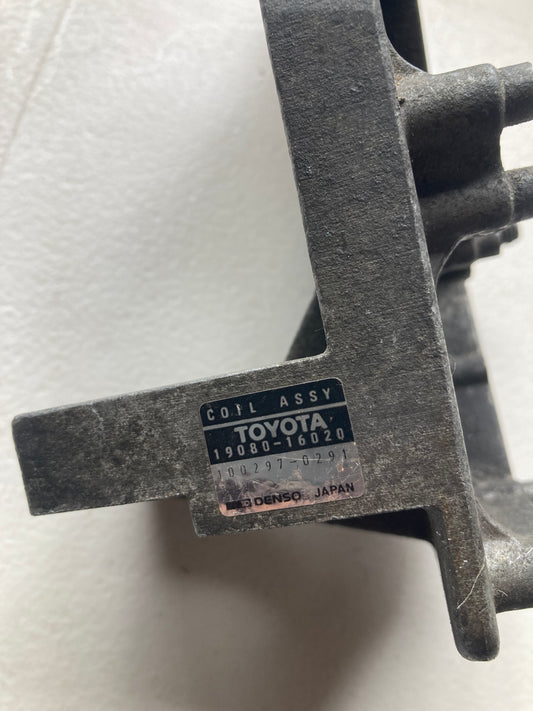 COIL ASSY
TOYOTA
19080-16020
100297-0291
DENSO JAPAN